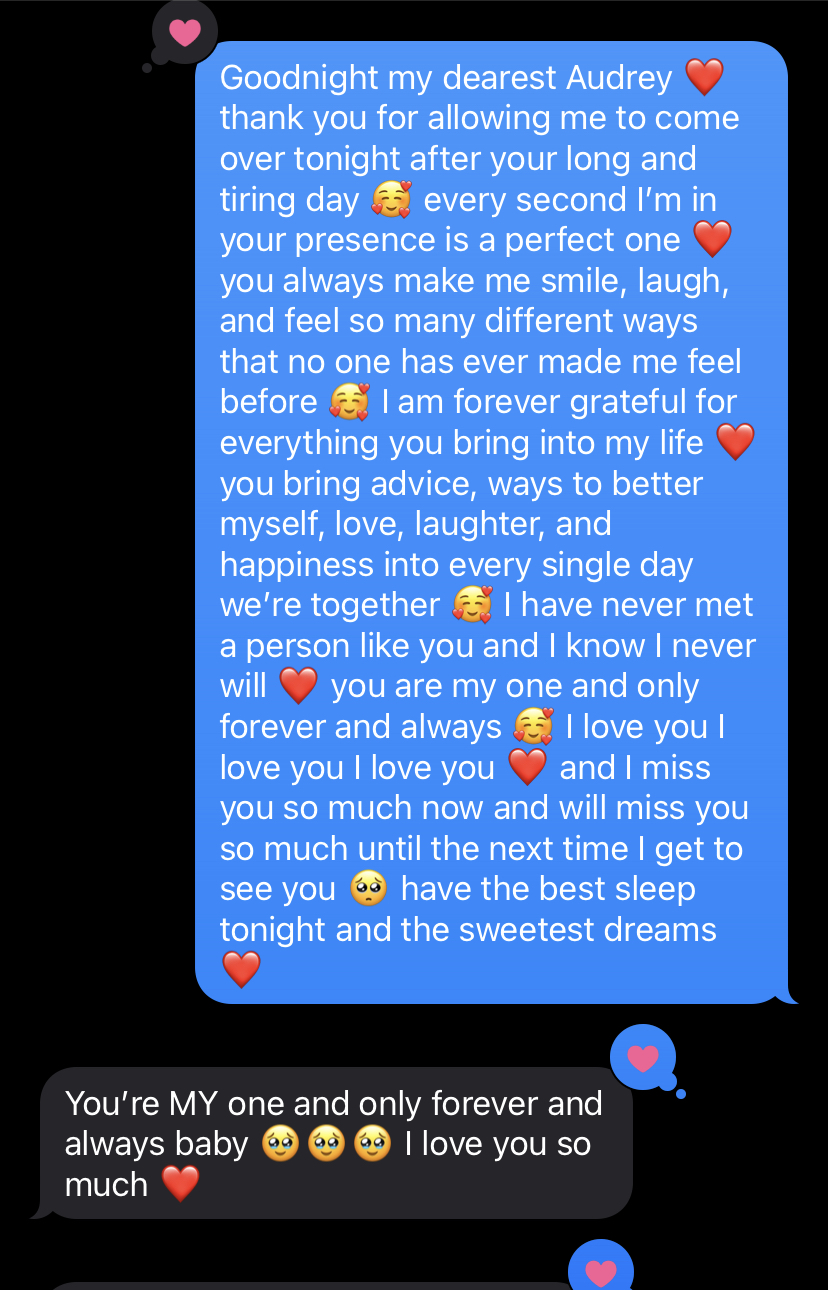 Goodnight my dearest Audrey ❤️
thank you for allowing me to come
over tonight after your long and
tiring day 🥰 every second I’m in
your presence is a perfect one ❤️
you always make me smile, laugh,
and feel so many different ways
that no one has ever made me feel
before 🥰 I am forever grateful for
everything you bring into my life ❤️
you bring advice, ways to better
myself, love, laughter, and
happiness into every single day
we’re together 🥰 I have never met
a person like you and I know I never
will ❤️ you are my one and only
forever and always 🥰 I love you I
love you I love you ❤️ and I miss
you so much now and will miss you
so much until the next time I get to
see you 🥺 have the best sleep
tonight and the sweetest dreams
❤️
You’re MY one and only forever and
always baby 🥹🥹🥹 I love you so
much ❤️